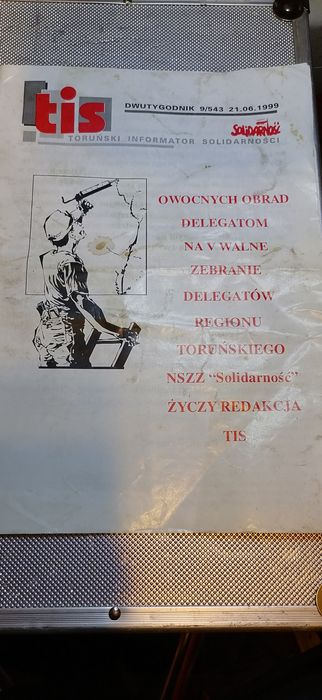 tis
DWUTYGODNIK 9/543 21.06.1999
SOLIDARNOŚĆ
TORUŃSKI INFORMATOR SOLIDARNOŚCI
OWOCNYCH OBRAD
DELEGATOM
NA V WALNE
ZEBRANIE
DELEGATÓW
REGIONU
TORUŃSKIEGO
NSZZ "Solidarność"
ŻYCZY REDAKCJA
TIS